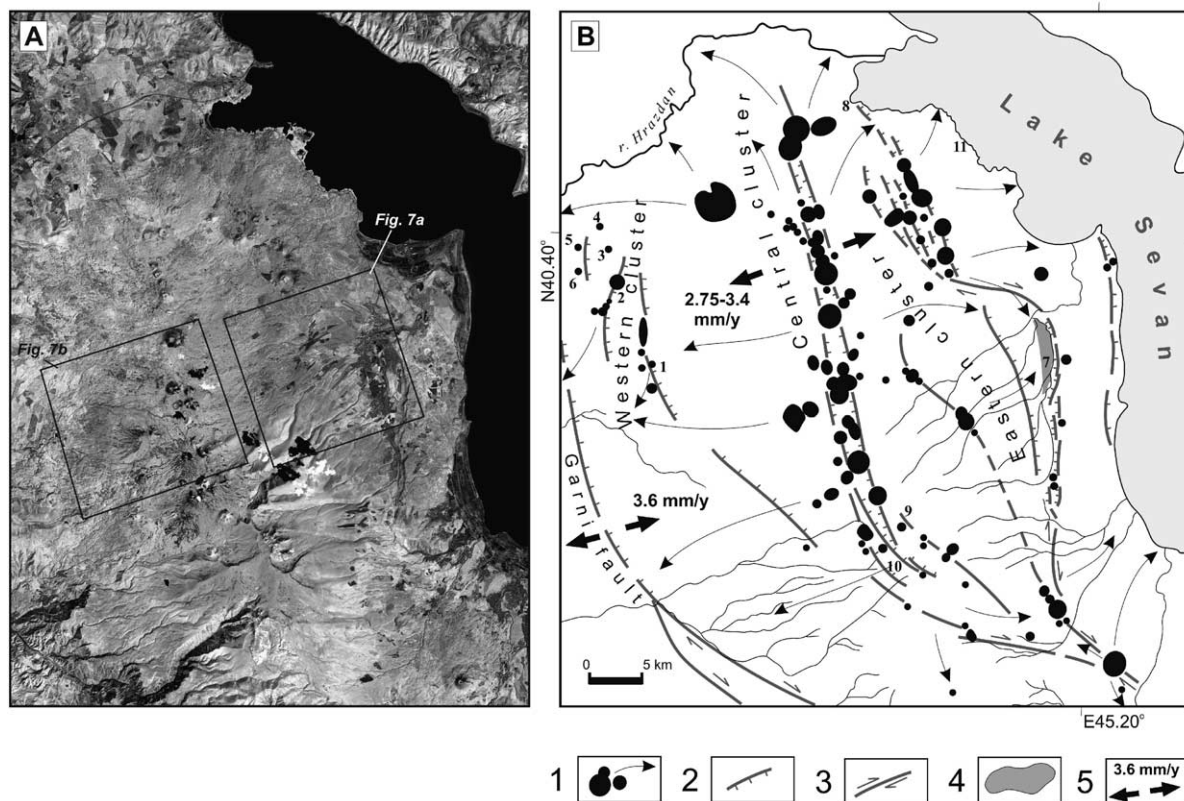 A
Fig. 7a
Fig. 7b
B
r. Hrazdan
Lake Sevan
N40.40°
Western cluster
Central cluster
Eastern cluster
8
11
4
5
3
6
2
1
2.75-3.4
mm/y
7
Garni fault
3.6 mm/y
9
10
0 5 km
E45.20°
1 2 3 4 5 3.6 mm/y